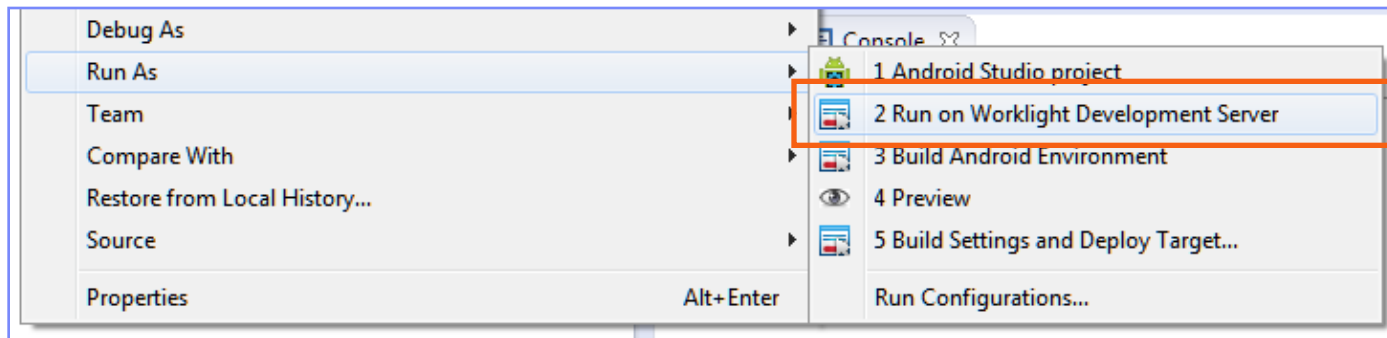 Debug As
Run As
Team
Compare With
Restore from Local History...
Source
Properties Alt+Enter
Console
1 Android Studio project
2 Run on Worklight Development Server
3 Build Android Environment
4 Preview
5 Build Settings and Deploy Target...
Run Configurations...